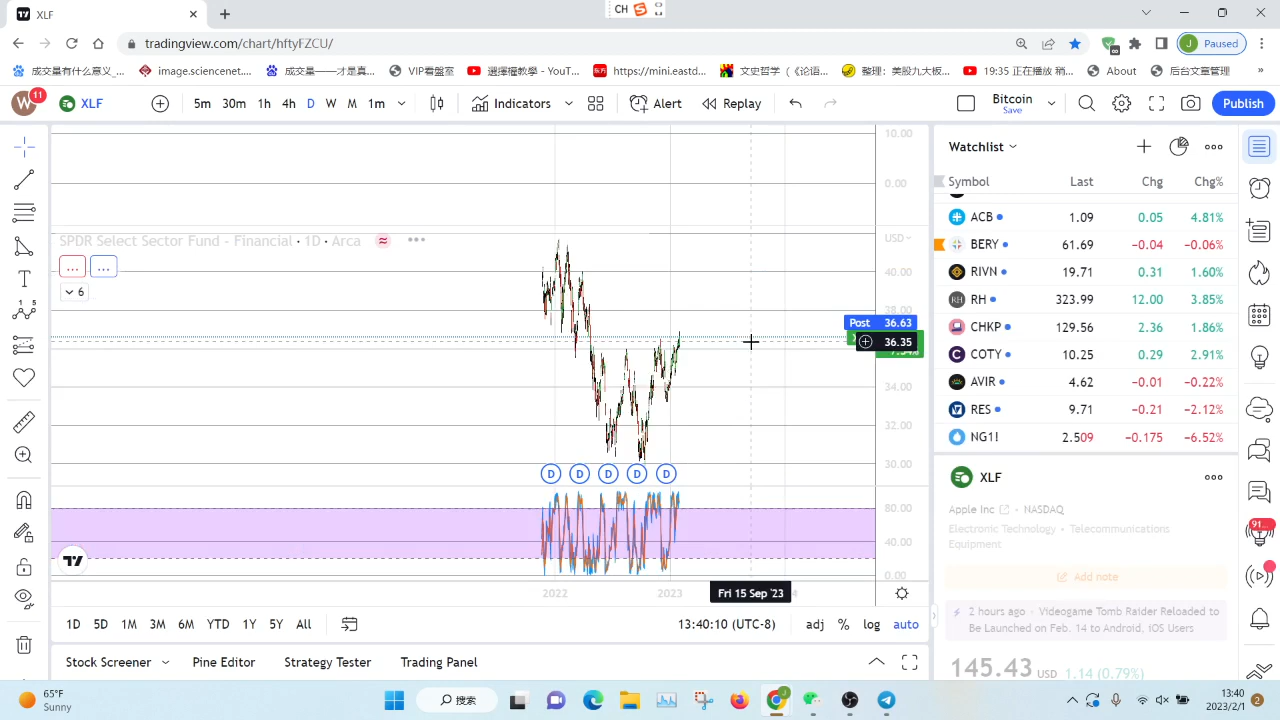 XLF
CH
tradingview.com/chart/hftyFZCU/
J Paused
成交量有什么意义_...
image.sciencenet....
成交量——才是真...
VIP看盤室
選擇權教學 - YouT...
https://mini.eastd...
文史哲 (《论语...
整理：美股九大板...
19:35 正在播放 稍...
About
后台文章管理
»
W 11
XLF
5m 30m 1h 4h D W M 1m
Indicators
Alert
Replay
Bitcoin
Save
Publish
SPDR Select Sector Fund - Financial · 1D · Arca
6
10.00
0.00
USD
40.00
38.00
Post 36.63
36.35
34.00
32.00
30.00
D D D D D
80.00
40.00
0.00
2022 2023
Fri 15 Sep '23
1D 5D 1M 3M 6M YTD 1Y 5Y All
13:40:10 (UTC-8)
adj % log auto
Stock Screener
Pine Editor
Strategy Tester
Trading Panel
Watchlist
Symbol Last Chg Chg%
ACB 1.09 0.05 4.81%
BERY 61.69 −0.04 −0.06%
RIVN 19.71 0.31 1.60%
RH 323.99 12.00 3.85%
CHKP 129.56 2.36 1.86%
COTY 10.25 0.29 2.91%
AVIR 4.62 −0.01 −0.22%
RES 9.71 −0.21 −2.12%
NG1! 2.509 −0.175 −6.52%
XLF
Apple Inc · NASDAQ
Electronic Technology · Telecommunications
Equipment
Add note
2 hours ago · Videogame Tomb Raider Reloaded to
Be Launched on Feb. 14 to Android, iOS Users
145.43 USD 1.14 (0.79%)
91...
65°F
Sunny
搜索
13:40
2023/2/1
2